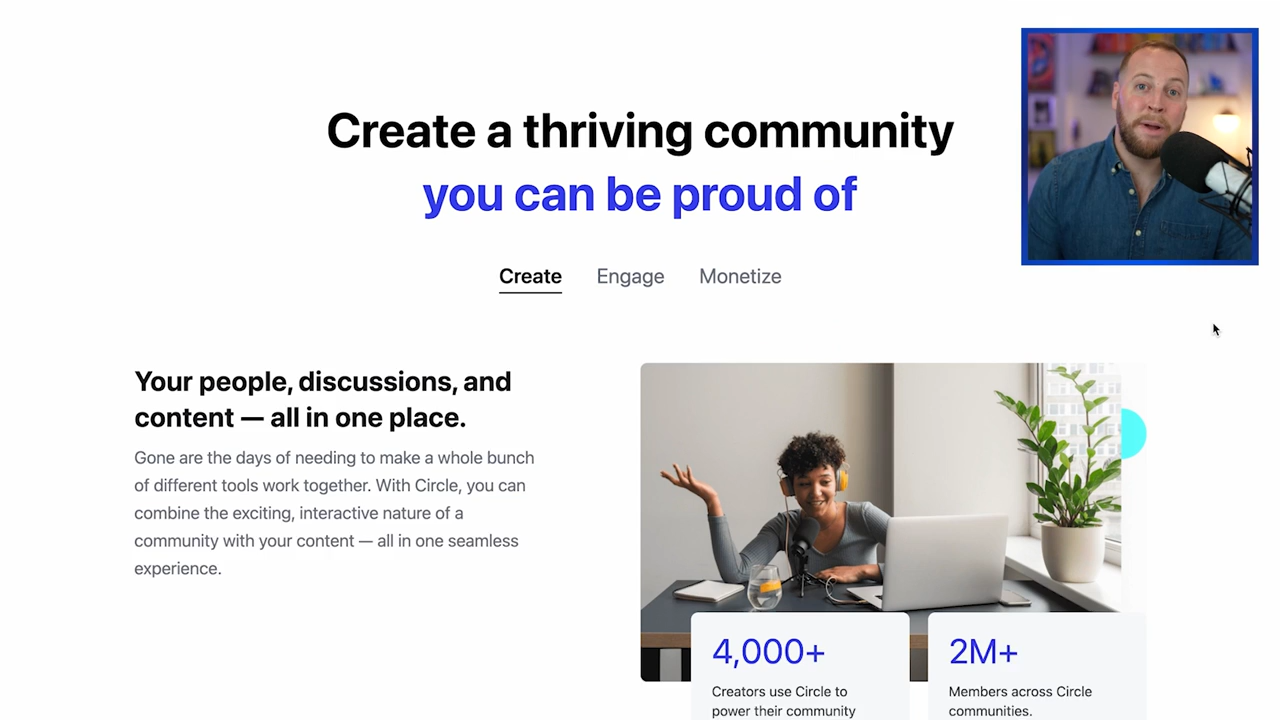 Create a thriving community
you can be proud of
Create Engage Monetize
Your people, discussions, and
content — all in one place.
Gone are the days of needing to make a whole bunch
of different tools work together. With Circle, you can
combine the exciting, interactive nature of a
community with your content — all in one seamless
experience.
4,000+
Creators use Circle to
power their community
2M+
Members across Circle
communities.